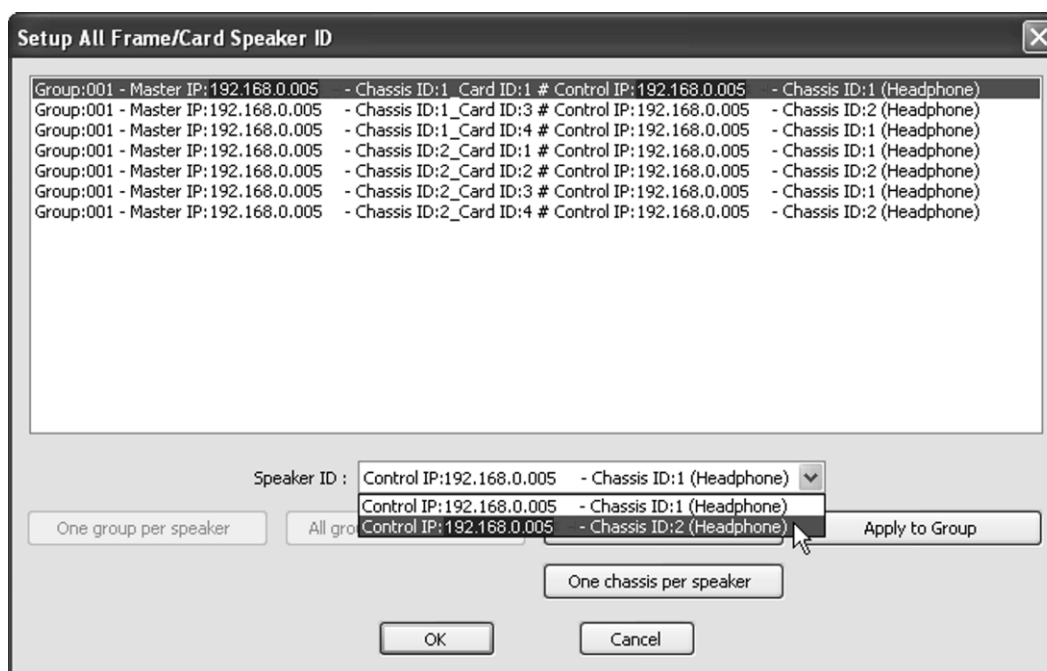 Setup All Frame/Card Speaker ID
Group:001 - Master IP:192.168.0.005 - Chassis ID:1_Card ID:1 # Control IP:192.168.0.005 - Chassis ID:1 (Headphone)
Group:001 - Master IP:192.168.0.005 - Chassis ID:1_Card ID:3 # Control IP:192.168.0.005 - Chassis ID:2 (Headphone)
Group:001 - Master IP:192.168.0.005 - Chassis ID:1_Card ID:4 # Control IP:192.168.0.005 - Chassis ID:1 (Headphone)
Group:001 - Master IP:192.168.0.005 - Chassis ID:2_Card ID:1 # Control IP:192.168.0.005 - Chassis ID:1 (Headphone)
Group:001 - Master IP:192.168.0.005 - Chassis ID:2_Card ID:2 # Control IP:192.168.0.005 - Chassis ID:2 (Headphone)
Group:001 - Master IP:192.168.0.005 - Chassis ID:2_Card ID:3 # Control IP:192.168.0.005 - Chassis ID:1 (Headphone)
Group:001 - Master IP:192.168.0.005 - Chassis ID:2_Card ID:4 # Control IP:192.168.0.005 - Chassis ID:2 (Headphone)
Speaker ID : Control IP:192.168.0.005 - Chassis ID:1 (Headphone)
Control IP:192.168.0.005 - Chassis ID:1 (Headphone)
Control IP:192.168.0.005 - Chassis ID:2 (Headphone)
One group per speaker All Apply to Group
One chassis per speaker
OK Cancel